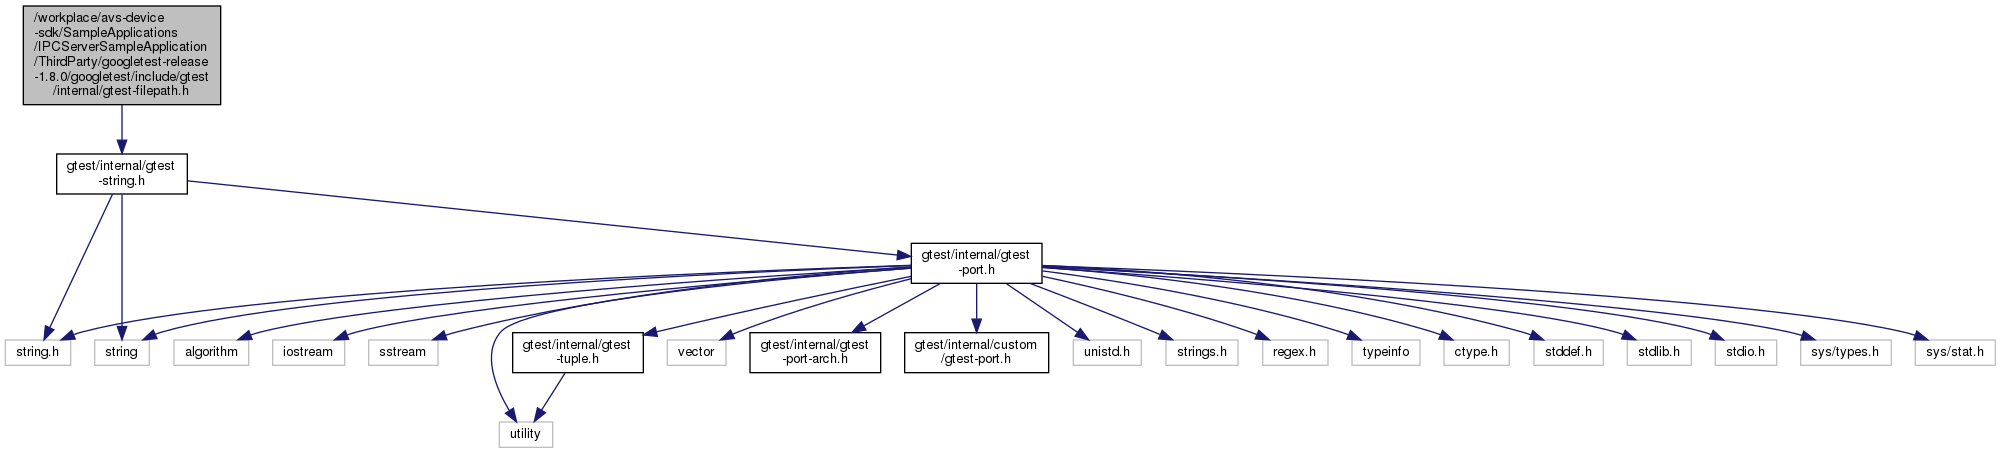 /workplace/avs-device
-sdk/SampleApplications
/IPCServerSampleApplication
/ThirdParty/googletest-release
-1.8.0/googletest/include/gtest
/internal/gtest-filepath.h
gtest/internal/gtest
-string.h
gtest/internal/gtest
-port.h
string.h
string
algorithm
iostream
sstream
gtest/internal/gtest
-tuple.h
vector
gtest/internal/gtest
-port-arch.h
gtest/internal/custom
/gtest-port.h
unistd.h
strings.h
regex.h
typeinfo
ctype.h
stddef.h
stdlib.h
stdio.h
sys/types.h
sys/stat.h
utility